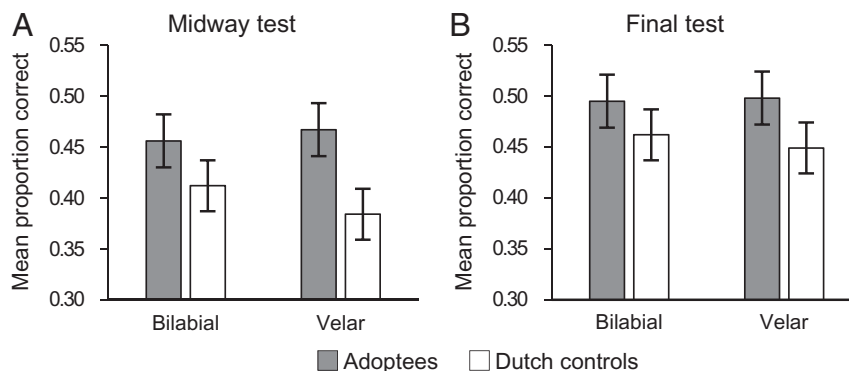 A Midway test
B Final test
Mean proportion correct
0.55
0.50
0.45
0.40
0.35
0.30
Bilabial Velar
Mean proportion correct
0.55
0.50
0.45
0.40
0.35
0.30
Bilabial Velar
Adoptees Dutch controls